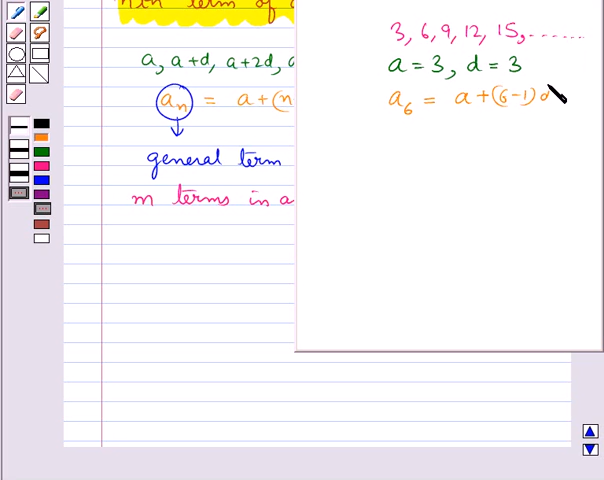 nth term of
a, a+d, a+2d,
aₙ = a+(n
general term
m terms in a
3, 6, 9, 12, 15, .......
a = 3, d = 3
a₆ = a+(6-1)d